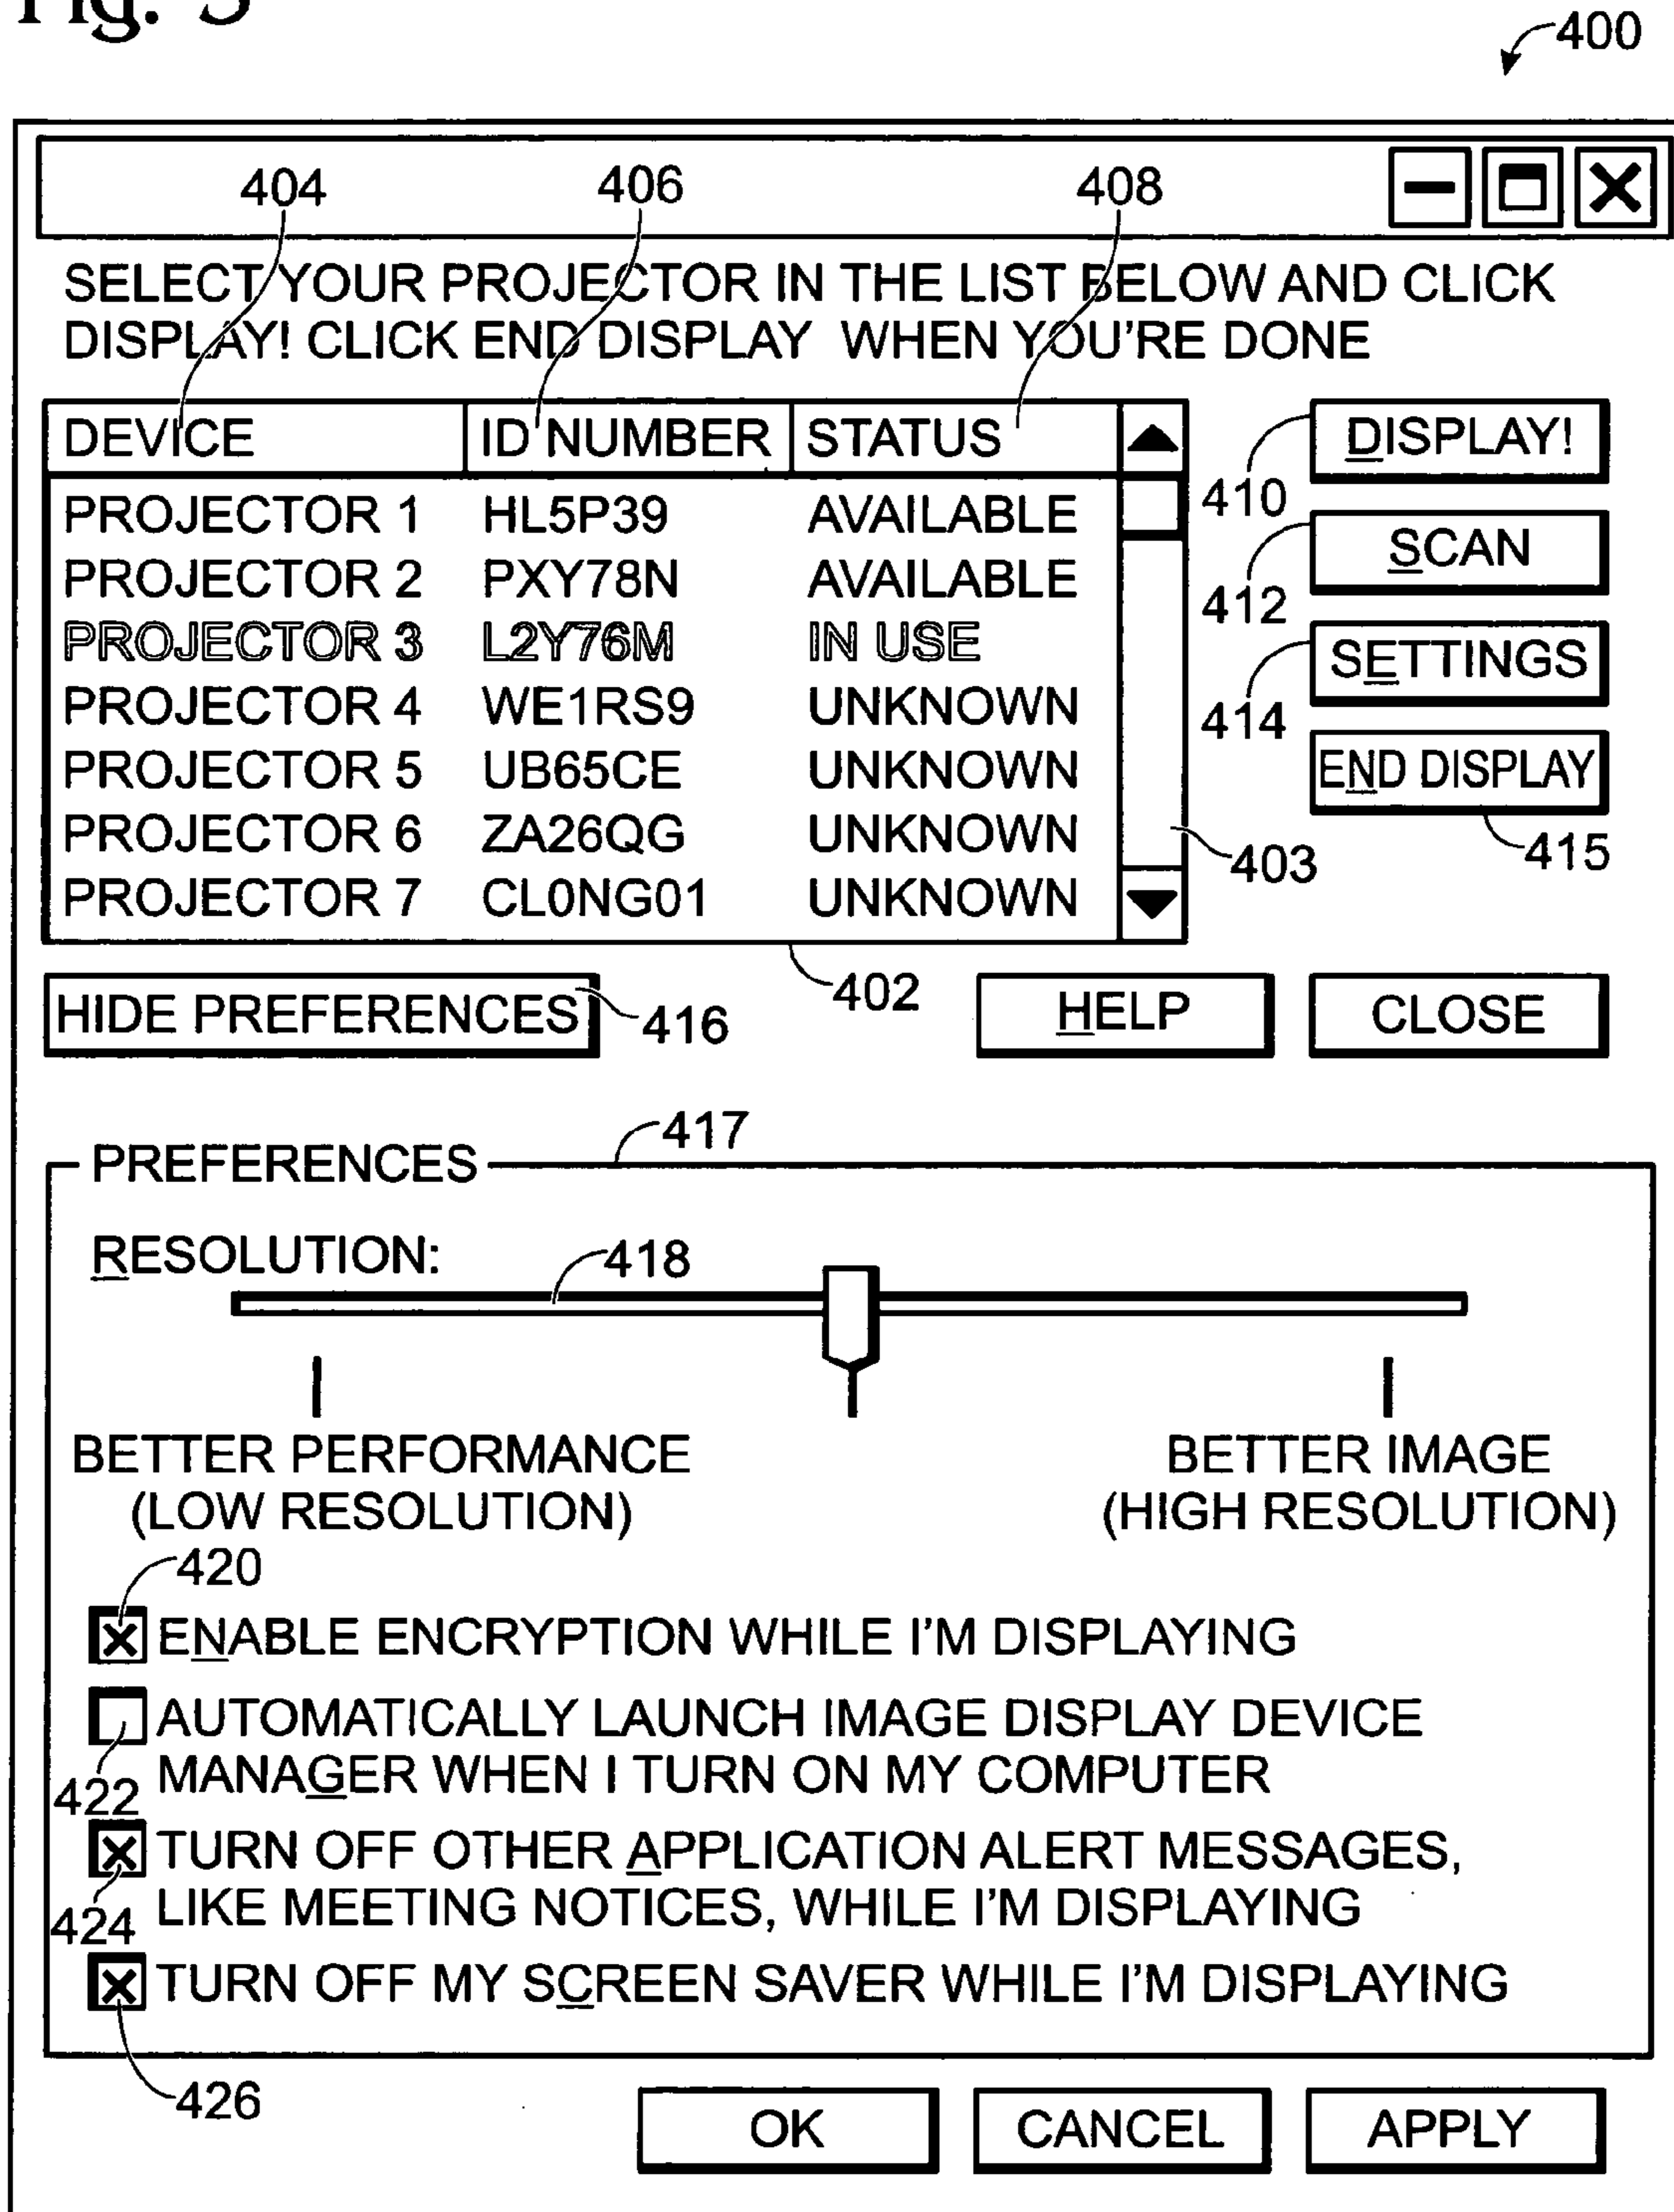 Fig. 5
400
404 406 408
SELECT YOUR PROJECTOR IN THE LIST BELOW AND CLICK
DISPLAY! CLICK END DISPLAY WHEN YOU'RE DONE
DEVICE ID NUMBER STATUS
PROJECTOR 1 HL5P39 AVAILABLE
PROJECTOR 2 PXY78N AVAILABLE
PROJECTOR 3 L2Y76M IN USE
PROJECTOR 4 WE1RS9 UNKNOWN
PROJECTOR 5 UB65CE UNKNOWN
PROJECTOR 6 ZA26QG UNKNOWN
PROJECTOR 7 CL0NG01 UNKNOWN
DISPLAY!
410
SCAN
412
SETTINGS
414
END DISPLAY
415
403
402
HIDE PREFERENCES 416 HELP CLOSE
417
PREFERENCES
RESOLUTION: 418
BETTER PERFORMANCE
(LOW RESOLUTION)
BETTER IMAGE
(HIGH RESOLUTION)
420
ENABLE ENCRYPTION WHILE I'M DISPLAYING
AUTOMATICALLY LAUNCH IMAGE DISPLAY DEVICE
MANAGER WHEN I TURN ON MY COMPUTER
422
TURN OFF OTHER APPLICATION ALERT MESSAGES,
LIKE MEETING NOTICES, WHILE I'M DISPLAYING
424
TURN OFF MY SCREEN SAVER WHILE I'M DISPLAYING
426
OK CANCEL APPLY